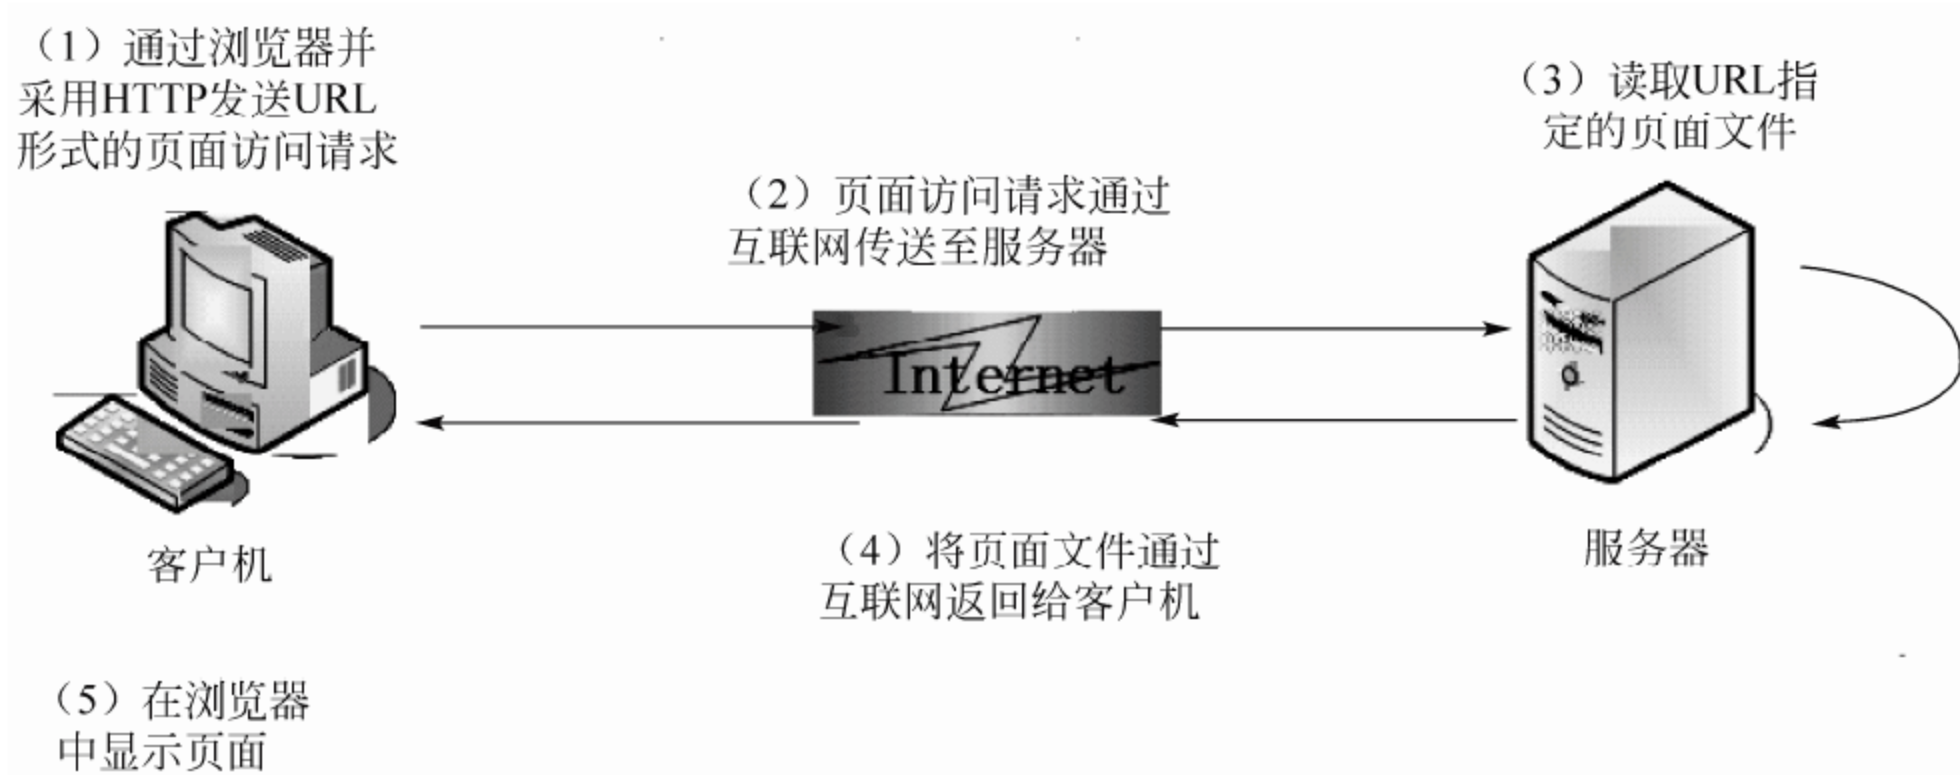 （1）通过浏览器并
采用HTTP发送URL
形式的页面访问请求
（2）页面访问请求通过
互联网传送至服务器
（3）读取URL指
定的页面文件
Internet
客户机
服务器
（4）将页面文件通过
互联网返回给客户机
（5）在浏览器
中显示页面